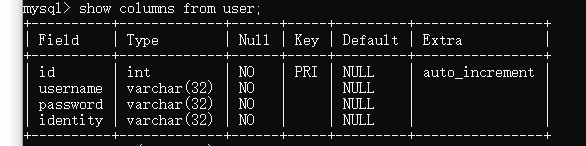 mysql> show columns from user;
+----------+-------------+------+-----+---------+----------------+
| Field | Type | Null | Key | Default | Extra |
+----------+-------------+------+-----+---------+----------------+
| id | int | NO | PRI | NULL | auto_increment |
| username | varchar(32) | NO | | NULL | |
| password | varchar(32) | NO | | NULL | |
| identity | varchar(32) | NO | | NULL | |
+----------+-------------+------+-----+---------+----------------+